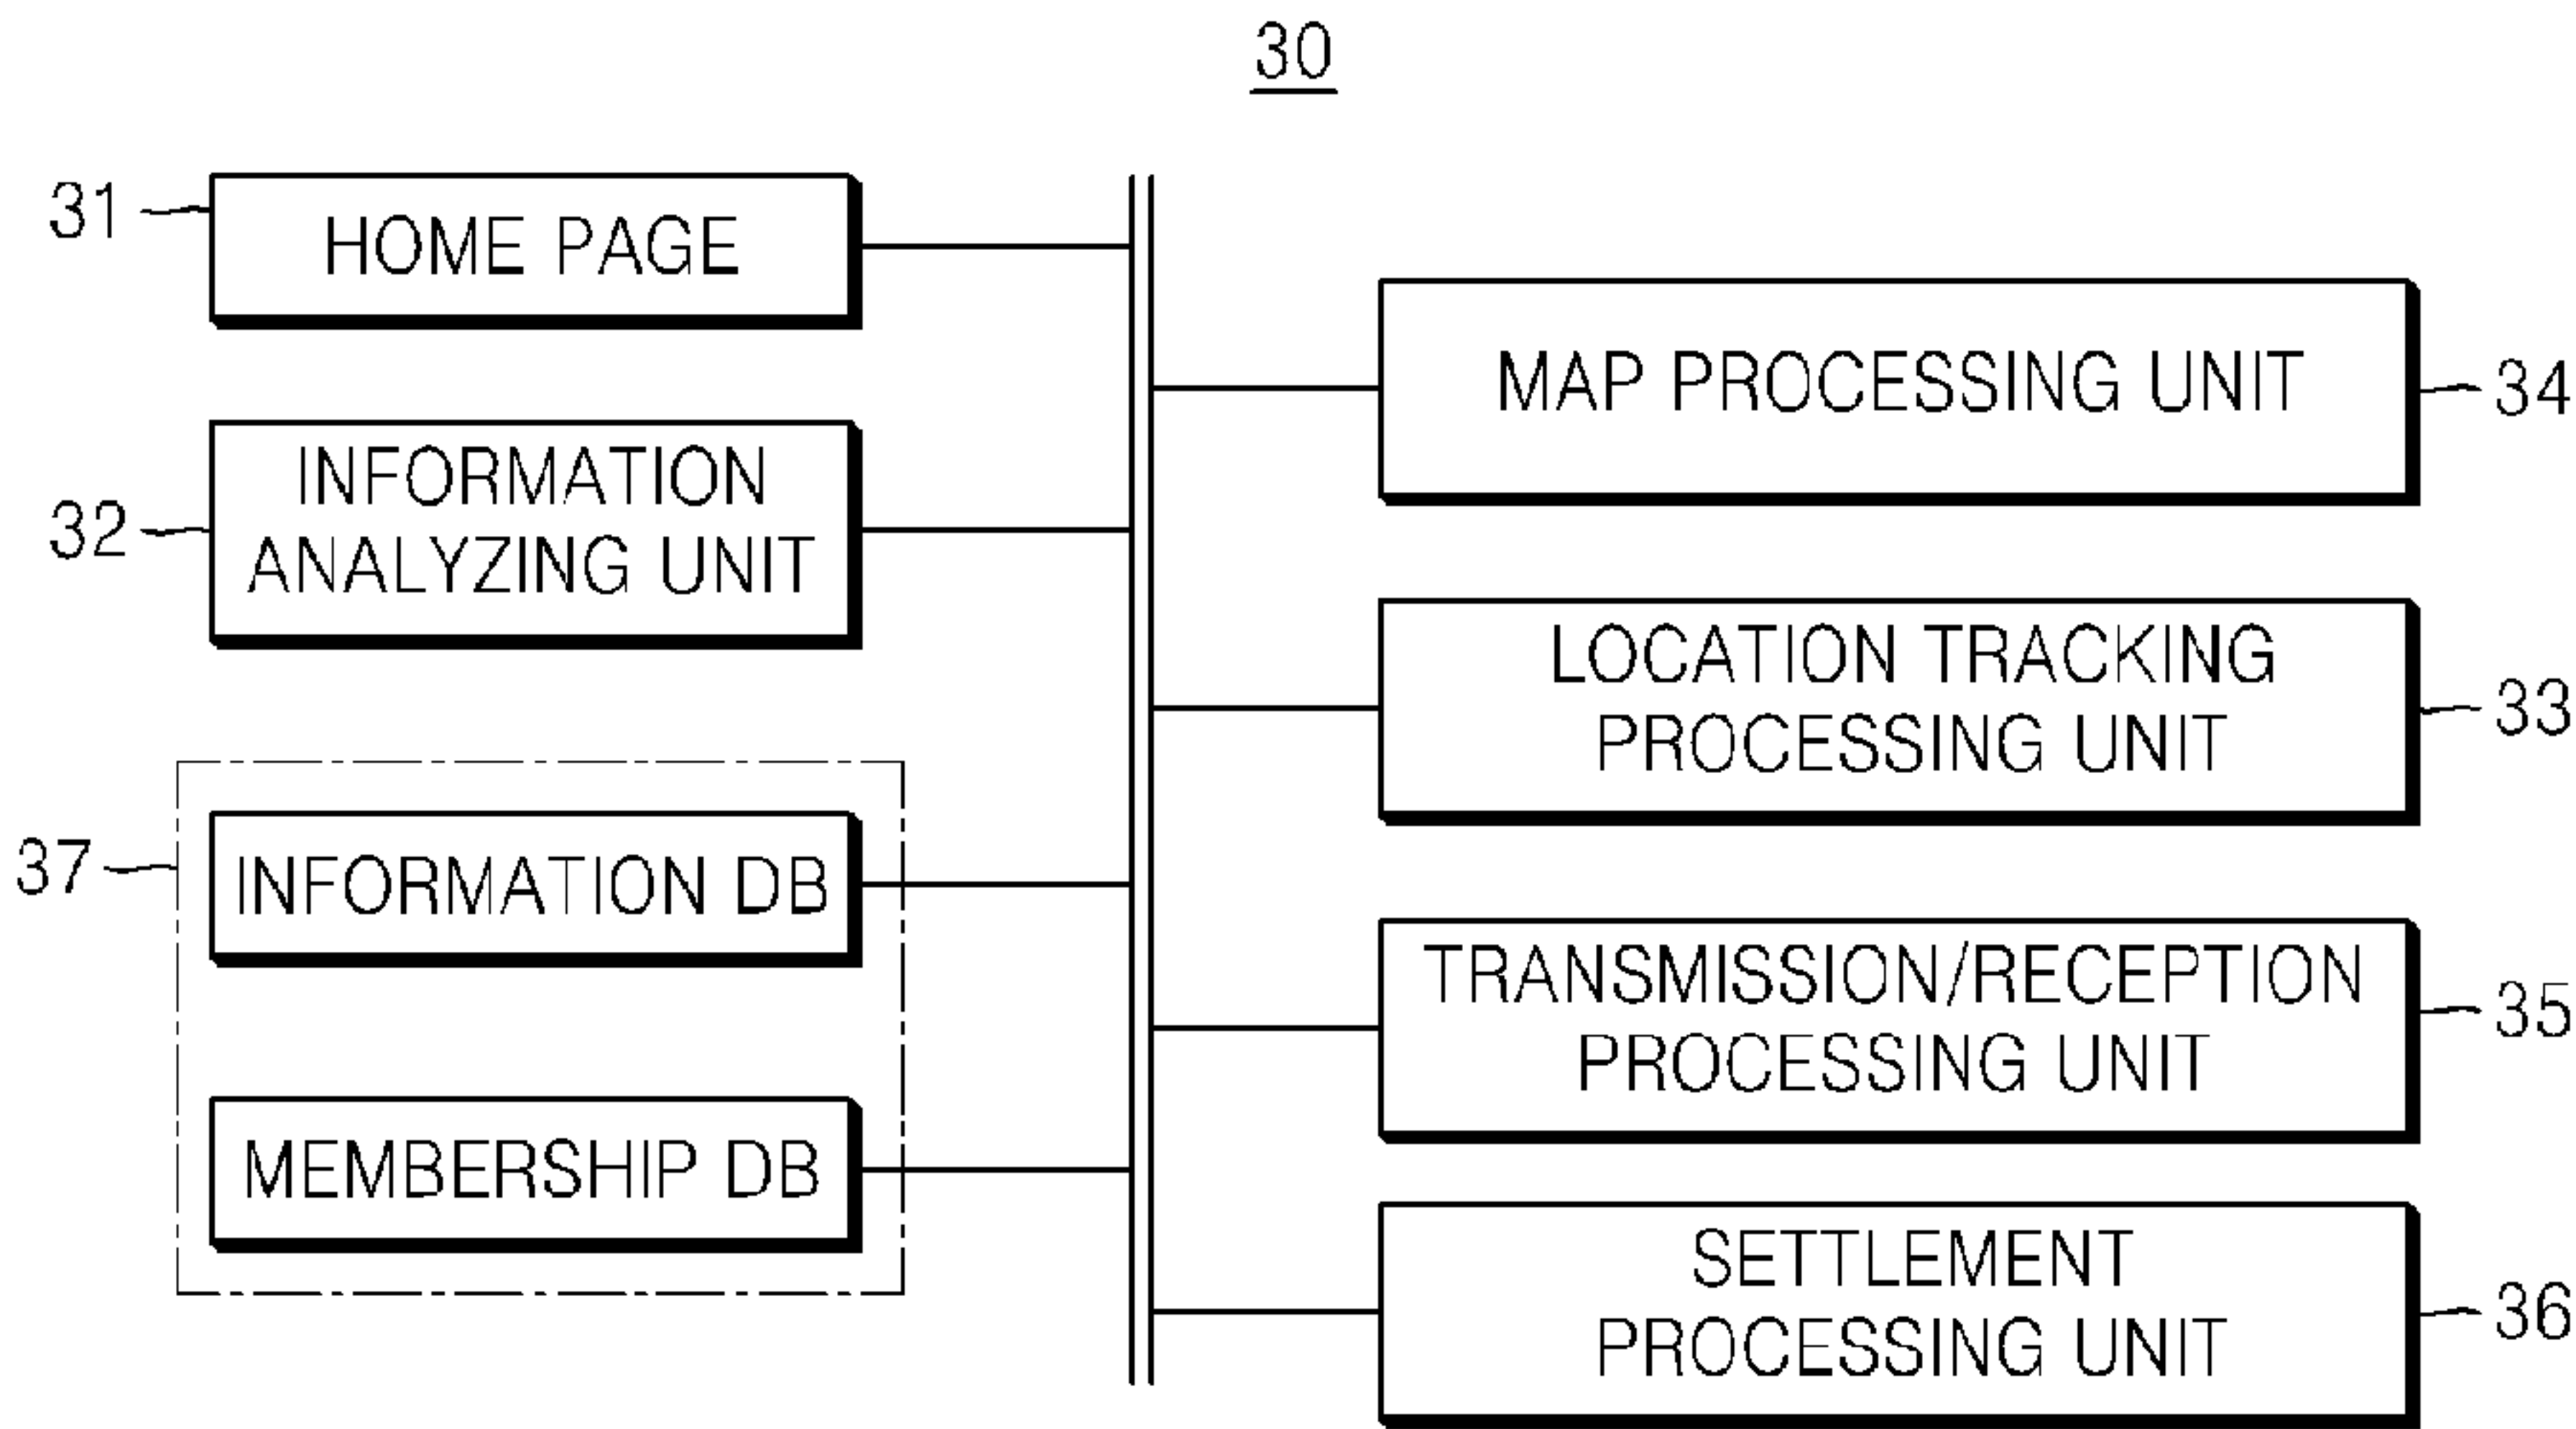 30
31
HOME PAGE
32
INFORMATION
ANALYZING UNIT
37
INFORMATION DB
MEMBERSHIP DB
MAP PROCESSING UNIT
34
LOCATION TRACKING
PROCESSING UNIT
33
TRANSMISSION/RECEPTION
PROCESSING UNIT
35
SETTLEMENT
PROCESSING UNIT
36